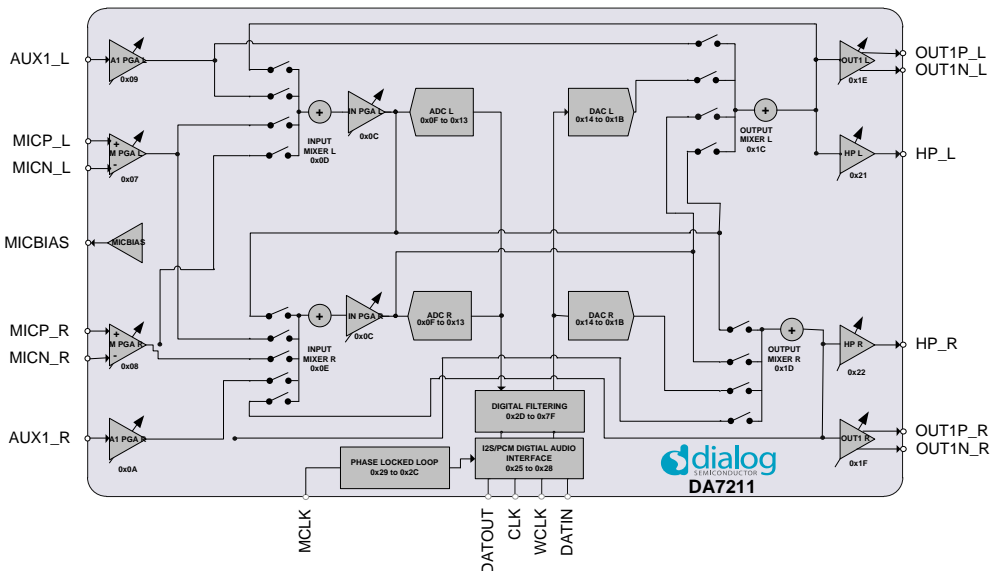 AUX1_L
A1 PGA L
0x09
MICP_L
MICN_L
+
M PGA L
-
0x07
MICBIAS
MICBIAS
MICP_R
MICN_R
+
M PGA R
-
0x08
AUX1_R
A1 PGA R
0x0A
+
INPUT
MIXER L
0x0D
IN PGA L
0x0C
ADC L
0x0F to 0x13
DAC L
0x14 to 0x1B
+
OUTPUT
MIXER L
0x1C
OUT1 L
0x1E
OUT1P_L
OUT1N_L
HP L
0x21
HP_L
+
INPUT
MIXER R
0x0E
IN PGA R
0x0C
ADC R
0x0F to 0x13
DAC R
0x14 to 0x1B
+
OUTPUT
MIXER R
0x1D
HP R
0x22
HP_R
OUT1 R
0x1F
OUT1P_R
OUT1N_R
DIGITAL FILTERING
0x2D to 0x7F
I2S/PCM DIGTIAL AUDIO
INTERFACE
0x25 to 0x28
PHASE LOCKED LOOP
0x29 to 0x2C
dialog
SEMICONDUCTOR
DA7211
MCLK
DATOUT
CLK
WCLK
DATIN